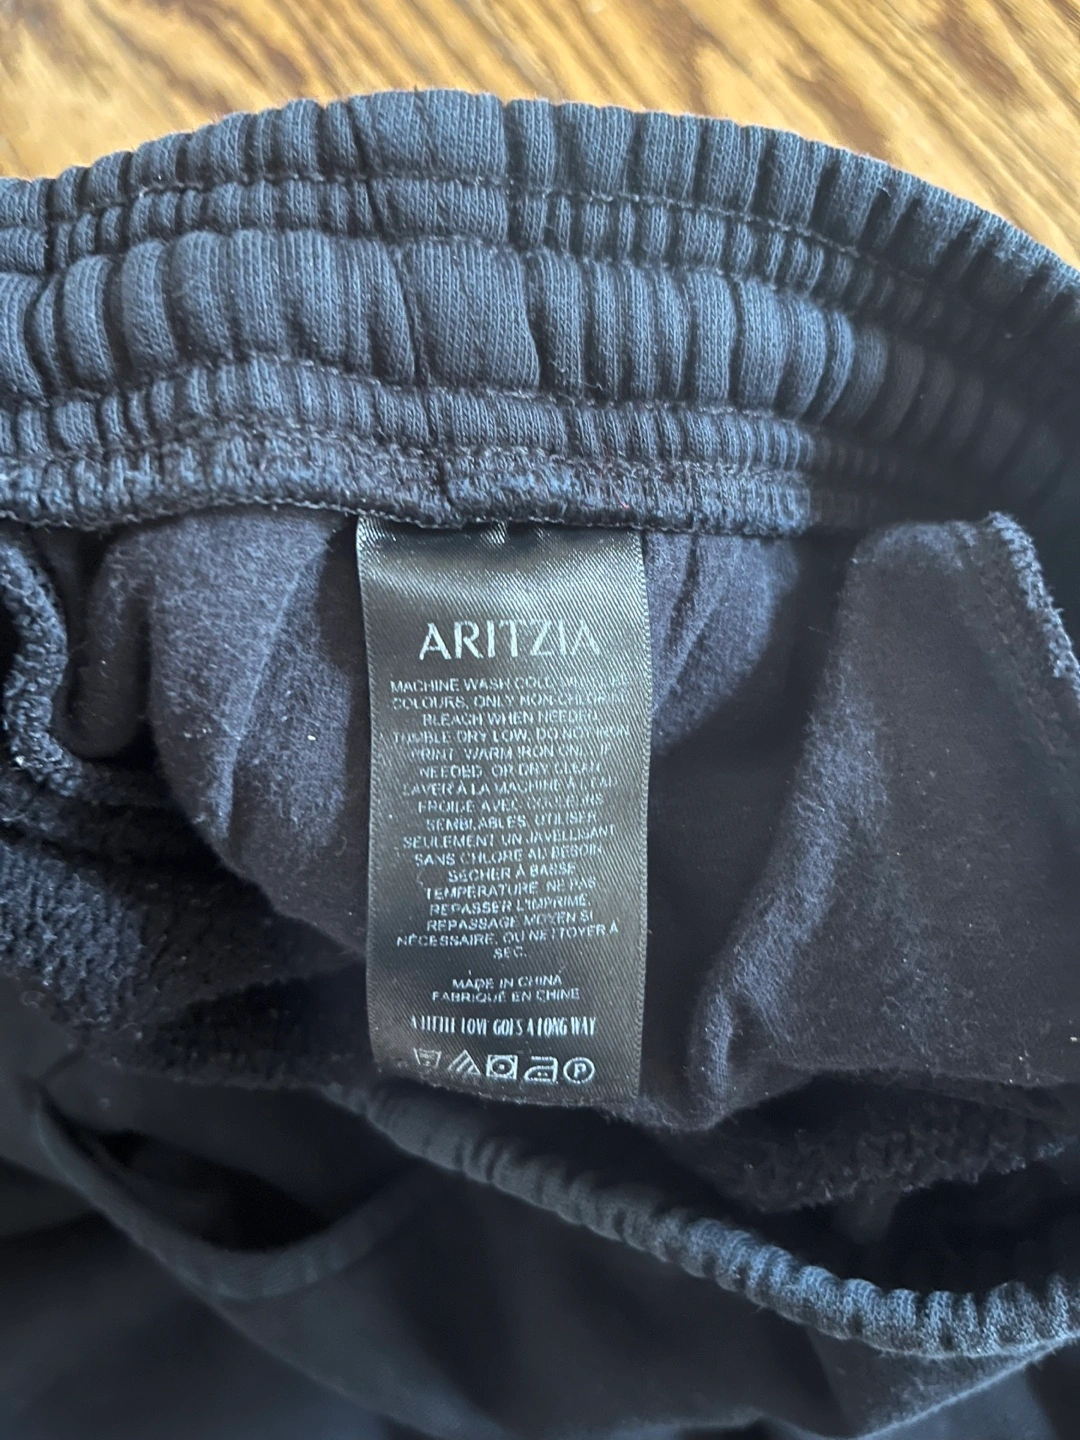 ARITZIA
MACHINE WASH COLD,
COLOURS, ONLY NON-CHLORINE
BLEACH WHEN NEEDED,
TUMBLE DRY LOW, DO NOT IRON
PRINT. WARM IRON ONLY IF
NEEDED, OR DRY CLEAN.
LAVER À LA MACHINE À L'EAU
FROIDE AVEC COULEURS
SEMBLABLES, UTILISER
SEULEMENT UN JAVELLISANT
SANS CHLORE AU BESOIN,
SÉCHER À BASSE
TEMPÉRATURE, NE PAS
REPASSER L'IMPRIMÉ,
REPASSAGE MOYEN SI
NÉCESSAIRE, OU NETTOYER À
SEC.
MADE IN CHINA
FABRIQUÉ EN CHINE
A LITTLE LOVE GOES A LONG WAY
P